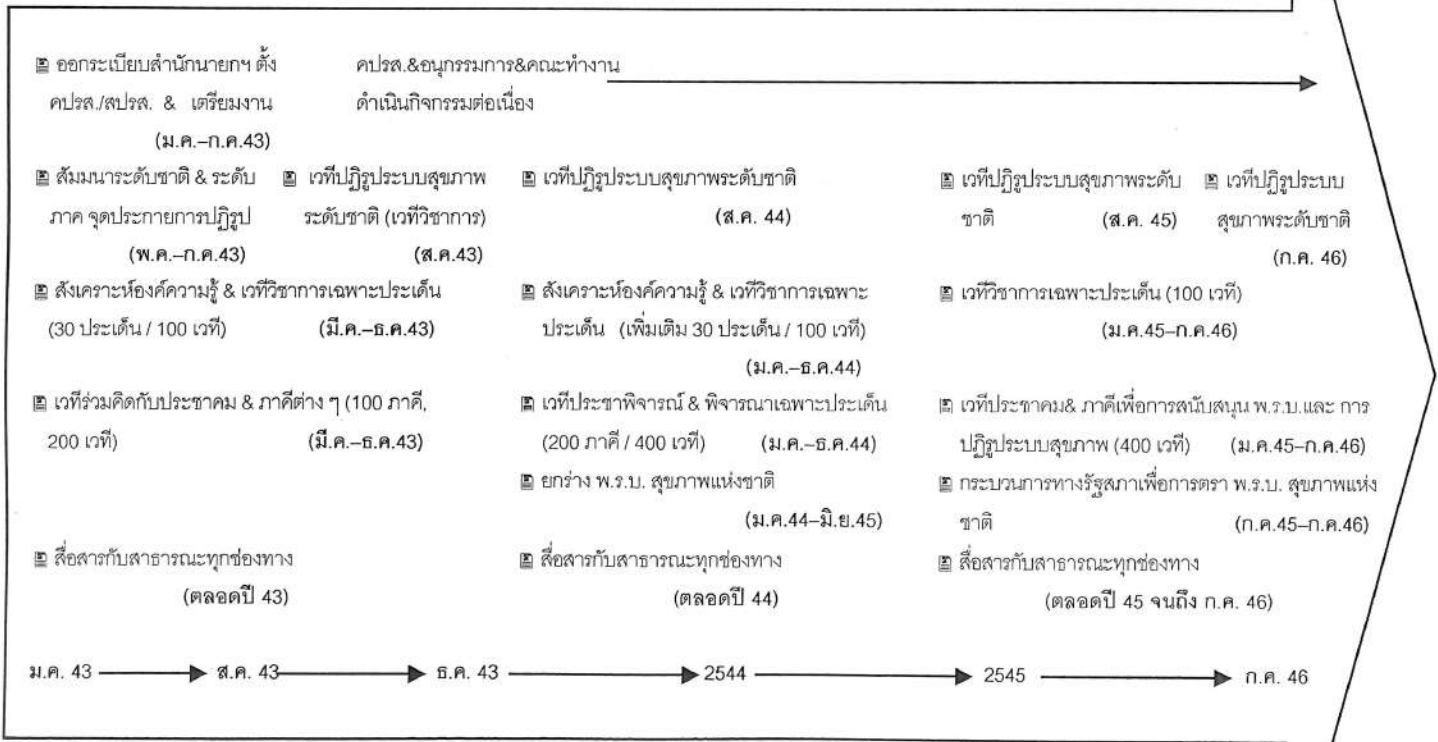 ออกระเบียบสำนักนายกฯ ตั้ง
คปรส./สปรส. & เตรียมงาน
(ม.ค.–ก.ค.43)
คปรส.&อนุกรรมการ&คณะทำงาน
ดำเนินกิจกรรมต่อเนื่อง
สัมมนาระดับชาติ & ระดับ
ภาค จุดประกายการปฏิรูป
(พ.ค.–ก.ค.43)
เวทีปฏิรูประบบสุขภาพ
ระดับชาติ (เวทีวิชาการ)
(ส.ค.43)
เวทีปฏิรูประบบสุขภาพระดับชาติ
(ส.ค. 44)
เวทีปฏิรูประบบสุขภาพระดับ
ชาติ (ส.ค. 45)
เวทีปฏิรูประบบ
สุขภาพระดับชาติ
(ก.ค. 46)
สังเคราะห์องค์ความรู้ & เวทีวิชาการเฉพาะประเด็น
(30 ประเด็น / 100 เวที) (มี.ค.–ธ.ค.43)
สังเคราะห์องค์ความรู้ & เวทีวิชาการเฉพาะ
ประเด็น (เพิ่มเติม 30 ประเด็น / 100 เวที)
(ม.ค.–ธ.ค.44)
เวทีวิชาการเฉพาะประเด็น (100 เวที)
(ม.ค.45–ก.ค.46)
เวทีร่วมคิดกับประชาคม & ภาคีต่าง ๆ (100 ภาคี,
200 เวที) (มี.ค.–ธ.ค.43)
เวทีประชาพิจารณ์ & พิจารณาเฉพาะประเด็น
(200 ภาคี / 400 เวที) (ม.ค.–ธ.ค.44)
เวทีประชาคม& ภาคีเพื่อการสนับสนุน พ.ร.บ.และ การ
ปฏิรูประบบสุขภาพ (400 เวที) (ม.ค.45–ก.ค.46)
ยกร่าง พ.ร.บ. สุขภาพแห่งชาติ
(ม.ค.44–มิ.ย.45)
กระบวนการทางรัฐสภาเพื่อการตรา พ.ร.บ. สุขภาพแห่ง
ชาติ (ก.ค.45–ก.ค.46)
สื่อสารกับสาธารณะทุกช่องทาง
(ตลอดปี 43)
สื่อสารกับสาธารณะทุกช่องทาง
(ตลอดปี 44)
สื่อสารกับสาธารณะทุกช่องทาง
(ตลอดปี 45 จนถึง ก.ค. 46)
ม.ค. 43 ส.ค. 43 ธ.ค. 43 2544 2545 ก.ค. 46